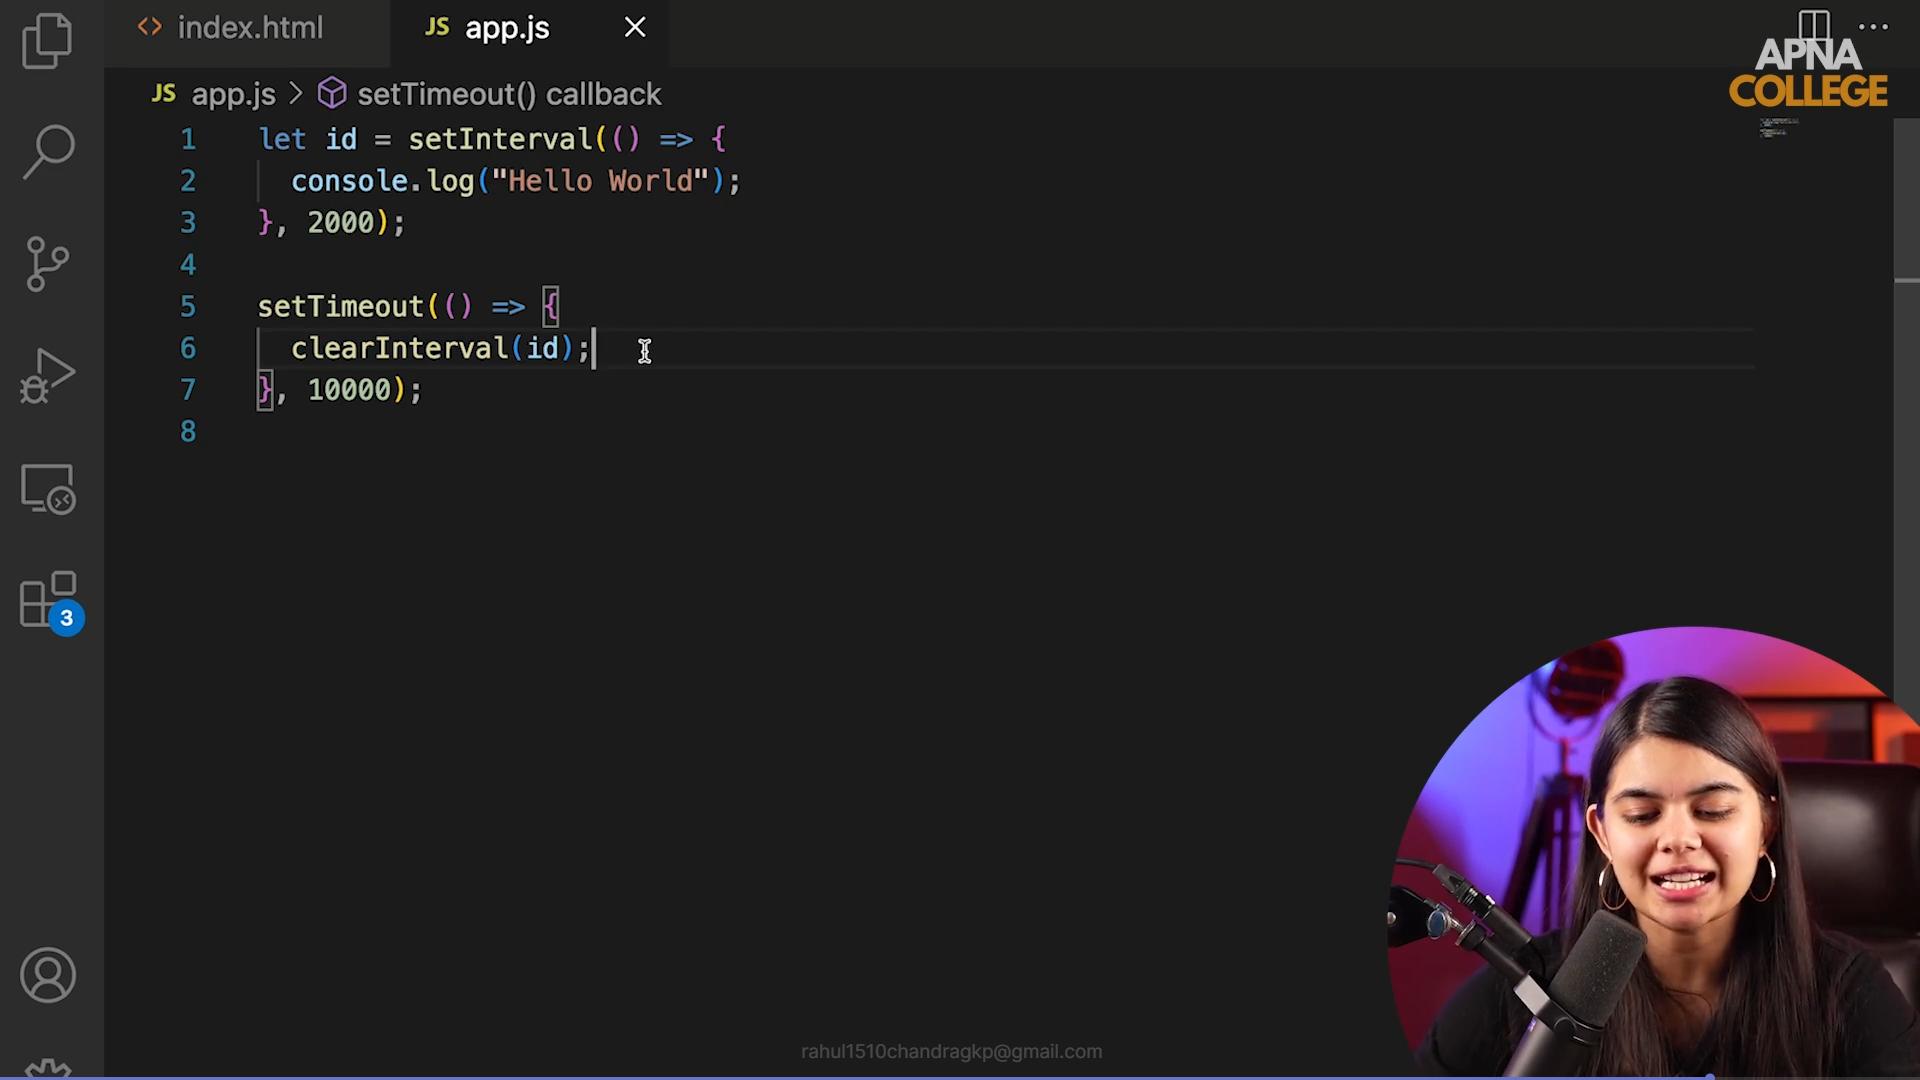 index.html
JS app.js
APNA
COLLEGE
JS app.js > setTimeout() callback
1 let id = setInterval(() => {
2 console.log("Hello World");
3 }, 2000);
4
5 setTimeout(() => {
6 clearInterval(id);
7 }, 10000);
8
3
rahul1510chandragkp@gmail.com